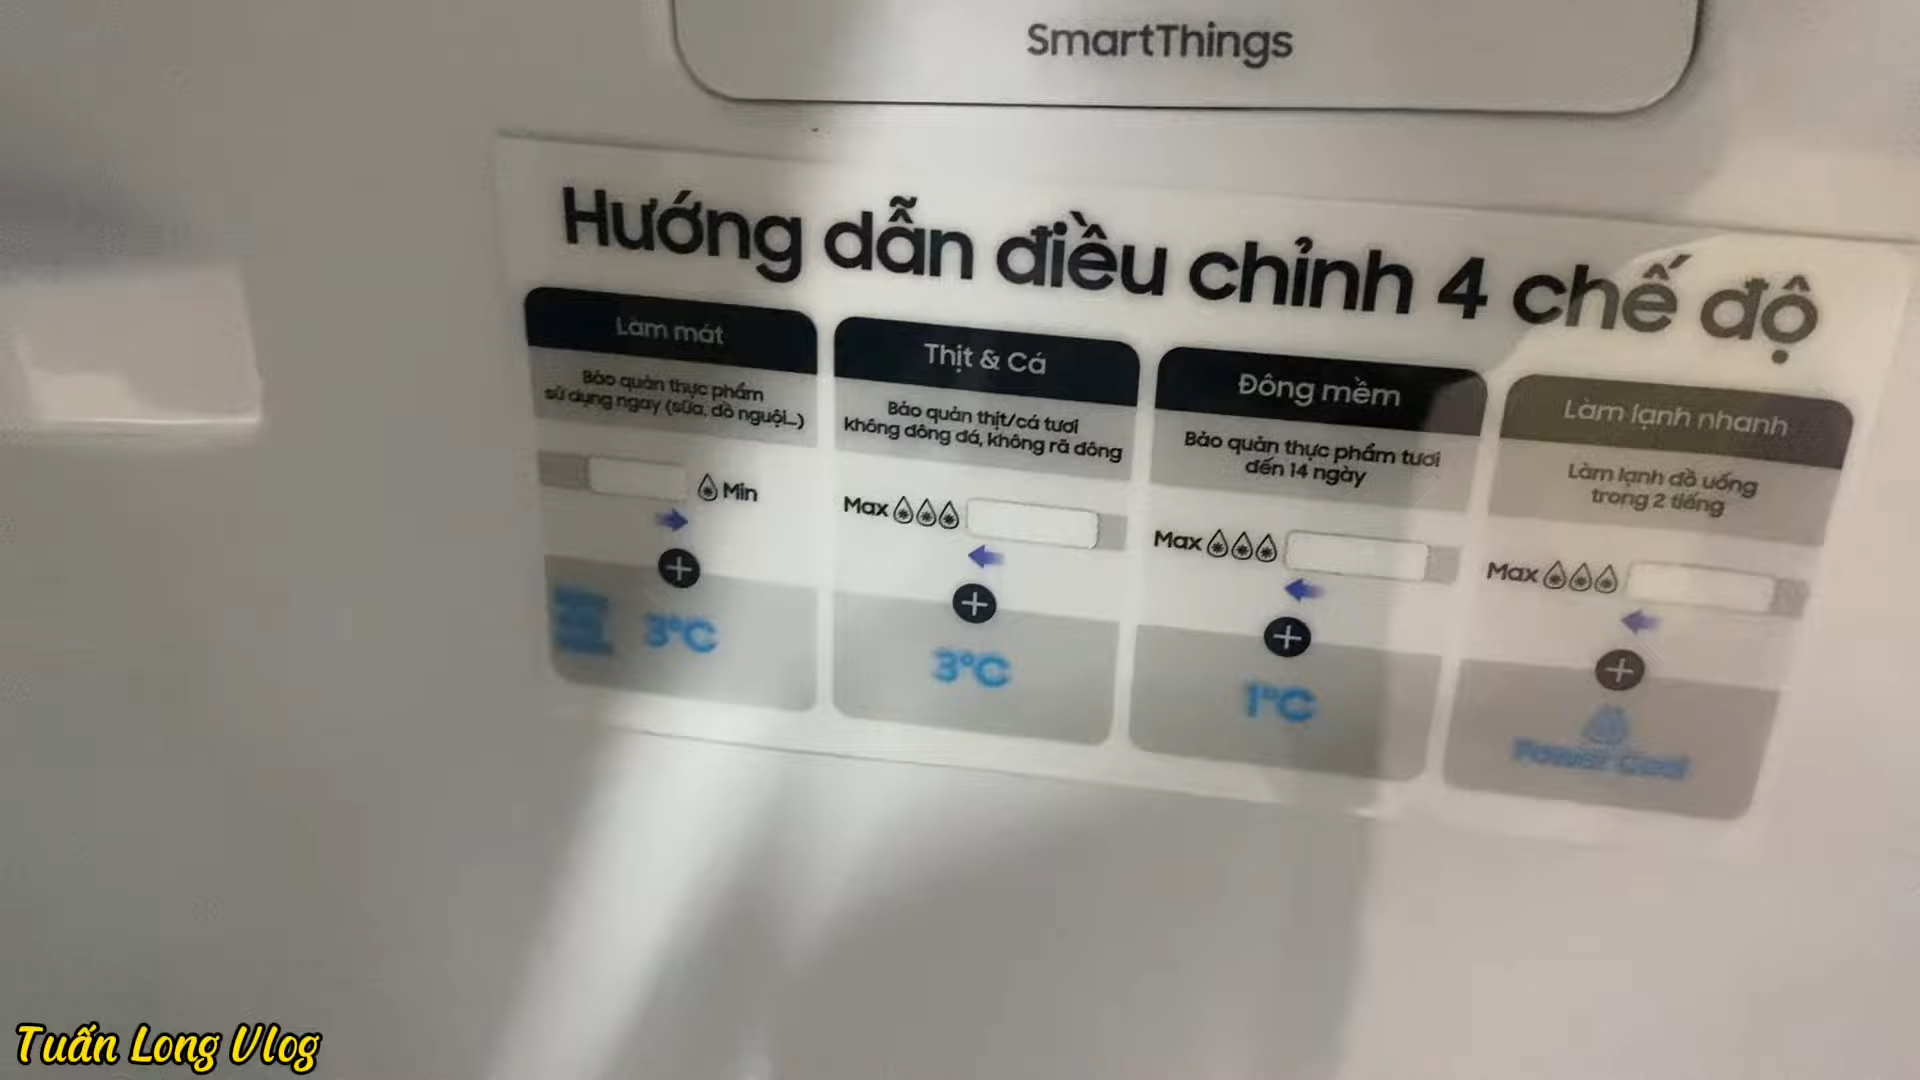 SmartThings
Hướng dẫn điều chỉnh 4 chế độ
Làm mát
Bảo quản thực phẩm
sử dụng ngay (sữa, đồ nguội...)
Min
3°C
Thịt & Cá
Bảo quản thịt/cá tươi
không đông đá, không rã đông
Max
3°C
Đông mềm
Bảo quản thực phẩm tươi
đến 14 ngày
Max
1°C
Làm lạnh nhanh
Làm lạnh đồ uống
trong 2 tiếng
Max
Power Cool
Tuấn Long Vlog